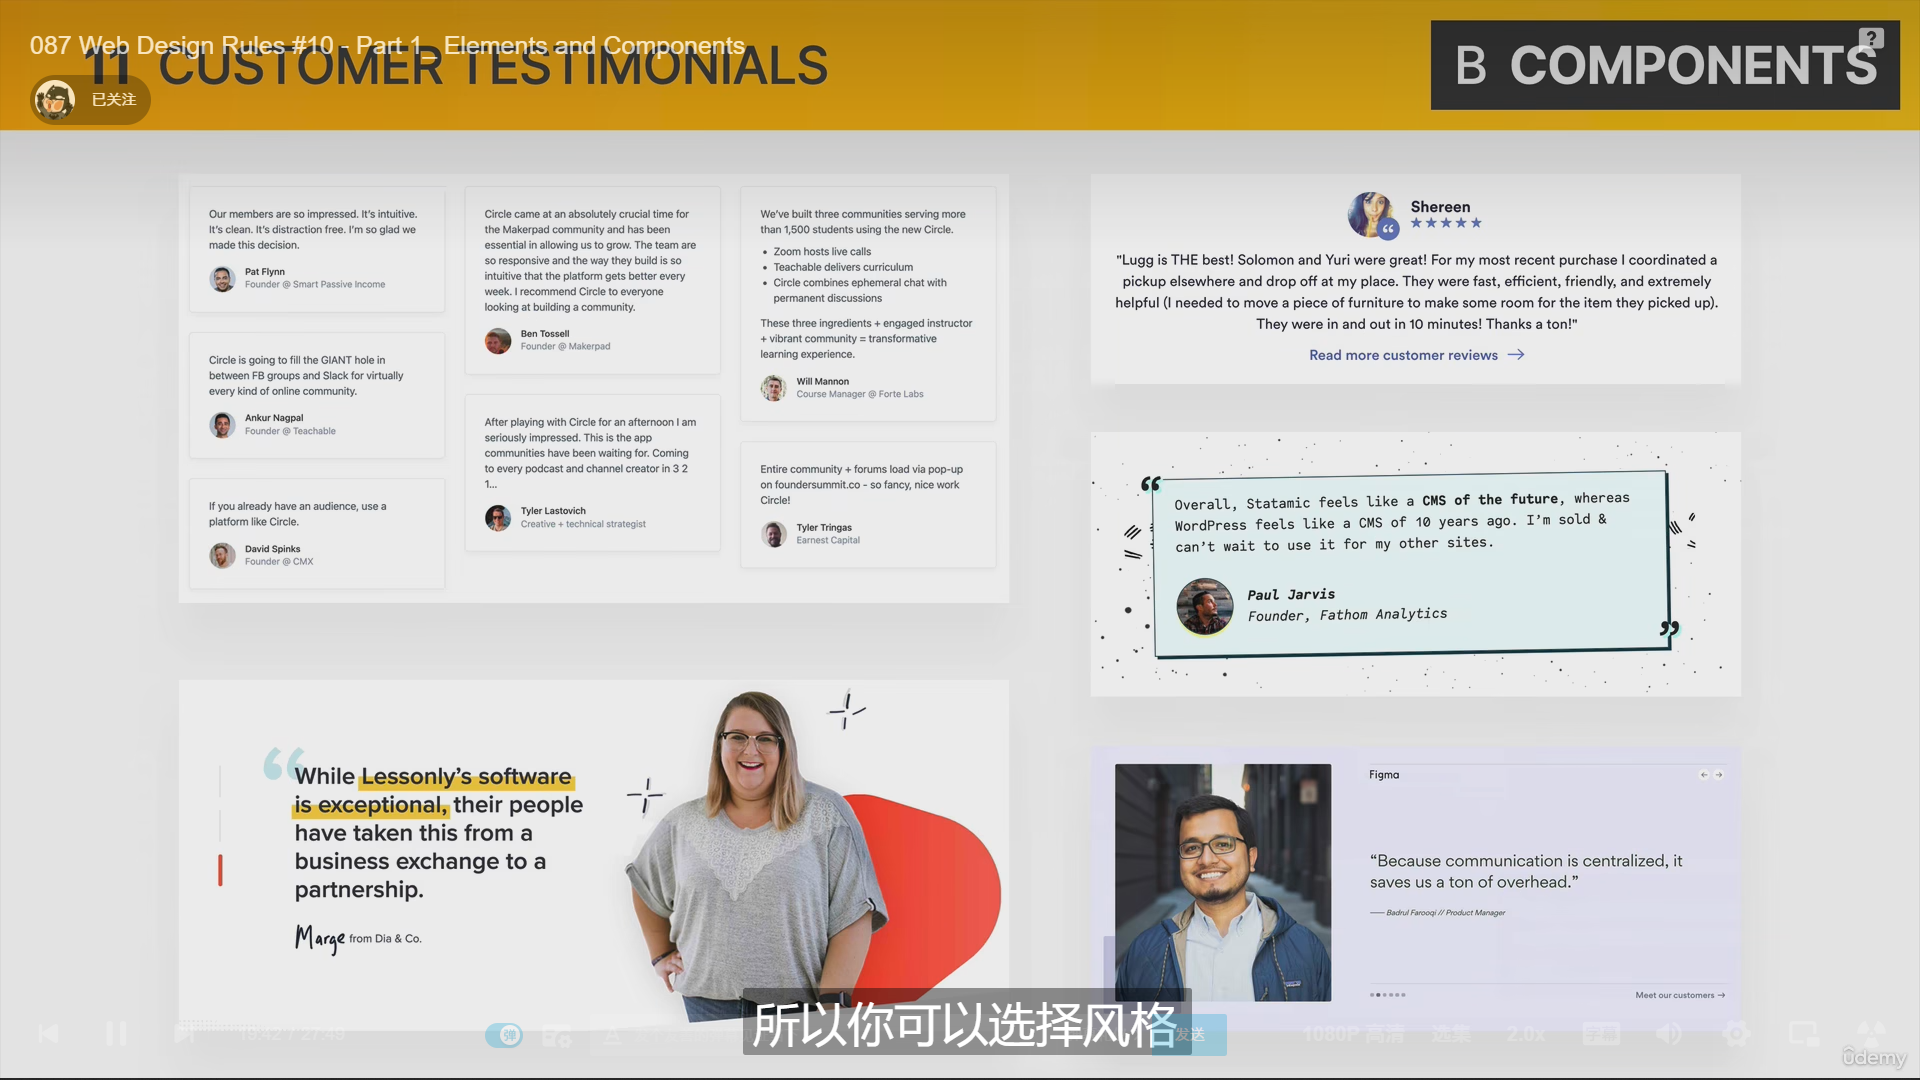 087 Web Design Rules #10 - Part 1_ Elements and Components
11 CUSTOMER TESTIMONIALS
已关注
B COMPONENTS
?
Our members are so impressed. It's intuitive.
It's clean. It's distraction free. I'm so glad we
made this decision.
Pat Flynn
Founder @ Smart Passive Income
Circle is going to fill the GIANT hole in
between FB groups and Slack for virtually
every kind of online community.
Ankur Nagpal
Founder @ Teachable
If you already have an audience, use a
platform like Circle.
David Spinks
Founder @ CMX
Circle came at an absolutely crucial time for
the Makerpad community and has been
essential in allowing us to grow. The team are
so responsive and the way they build is so
intuitive that the platform gets better every
week. I recommend Circle to everyone
looking at building a community.
Ben Tossell
Founder @ Makerpad
After playing with Circle for an afternoon I am
seriously impressed. This is the app
communities have been waiting for. Coming
to every podcast and channel creator in 3 2
1...
Tyler Lastovich
Creative + technical strategist
We've built three communities serving more
than 1,500 students using the new Circle.
• Zoom hosts live calls
• Teachable delivers curriculum
• Circle combines ephemeral chat with
permanent discussions
These three ingredients + engaged instructor
+ vibrant community = transformative
learning experience.
Will Mannon
Course Manager @ Forte Labs
Entire community + forums load via pop-up
on foundersummit.co - so fancy, nice work
Circle!
Tyler Tringas
Earnest Capital
Shereen
"Lugg is THE best! Solomon and Yuri were great! For my most recent purchase I coordinated a
pickup elsewhere and drop off at my place. They were fast, efficient, friendly, and extremely
helpful (I needed to move a piece of furniture to make some room for the item they picked up).
They were in and out in 10 minutes! Thanks a ton!"
Read more customer reviews →
“
Overall, Statamic feels like a CMS of the future, whereas
WordPress feels like a CMS of 10 years ago. I'm sold &
can't wait to use it for my other sites.
Paul Jarvis
Founder, Fathom Analytics
”
“While Lessonly's software
is exceptional, their people
have taken this from a
business exchange to a
partnership.
Marge from Dia & Co.
Figma
← →
“Because communication is centralized, it
saves us a ton of overhead.”
—— Badrul Farooqi // Product Manager
Meet our customers →
所以你可以选择风格
弹
发送
1080P 高清
选集
2.0x
字幕
ûdemy